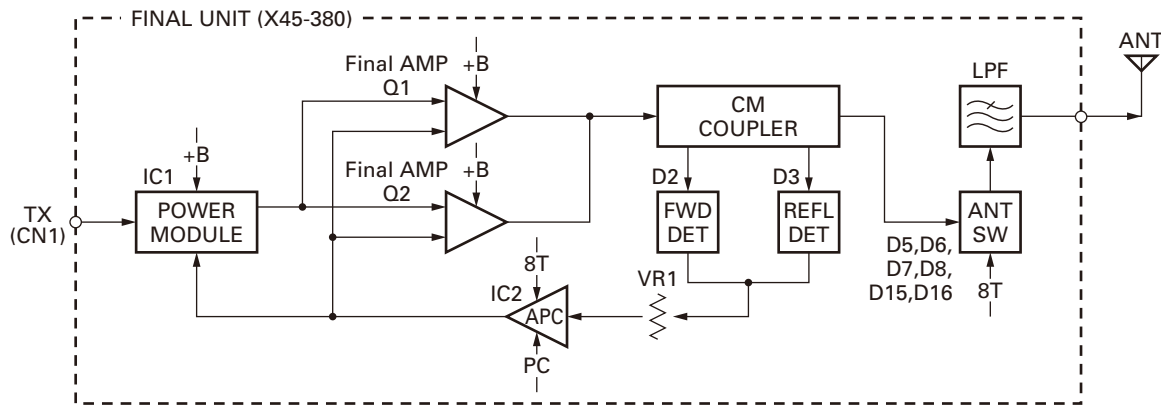 FINAL UNIT (X45-380)
ANT
Final AMP
+B
Q1
LPF
CM
COUPLER
+B
IC1
Final AMP
+B
Q2
D2
D3
TX
(CN1)
POWER
MODULE
FWD
DET
REFL
DET
ANT
SW
D5,D6,
D7,D8,
D15,D16
8T
8T
IC2
VR1
APC
PC